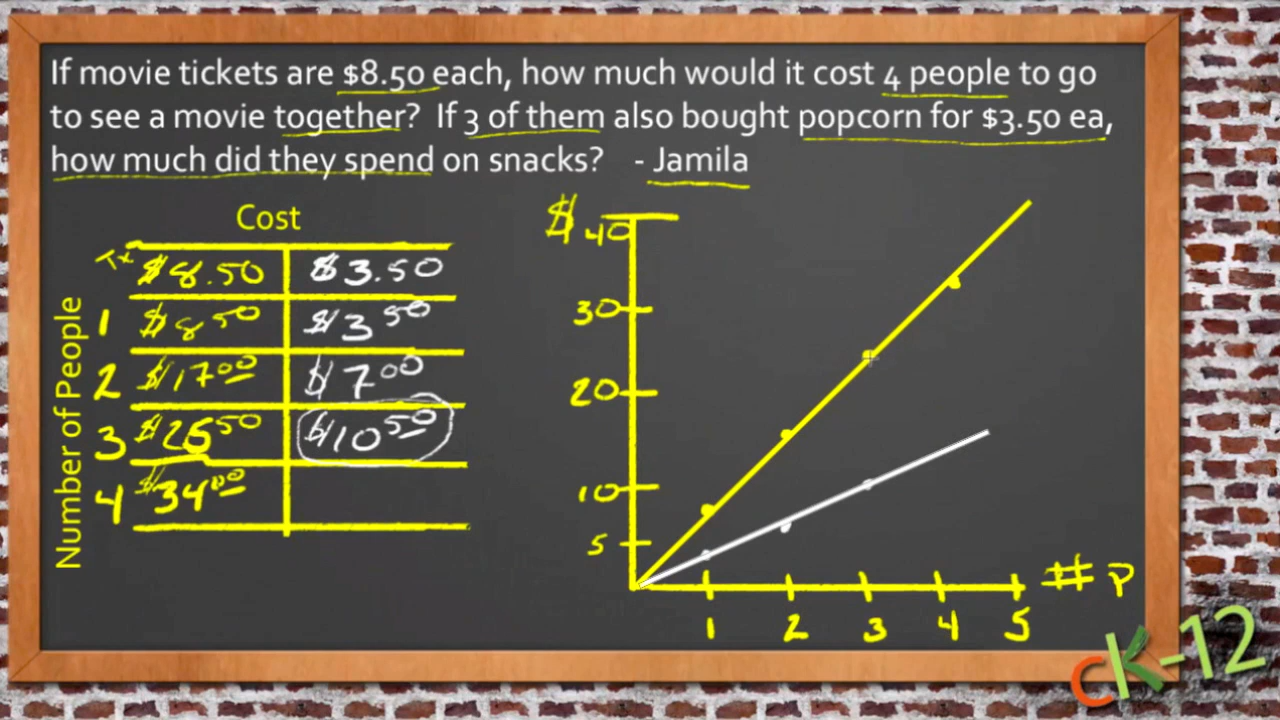 If movie tickets are $8.50 each, how much would it cost 4 people to go
to see a movie together? If 3 of them also bought popcorn for $3.50 ea,
how much did they spend on snacks? - Jamila
Cost
Number of People
$8.50 $3.50
1 $8 50 $3 50
2 $17 00 $7 00
3 $25 50 $10 50
4 $34 00
$ 40
30
20
10
5
1 2 3 4 5 # P
CK-12